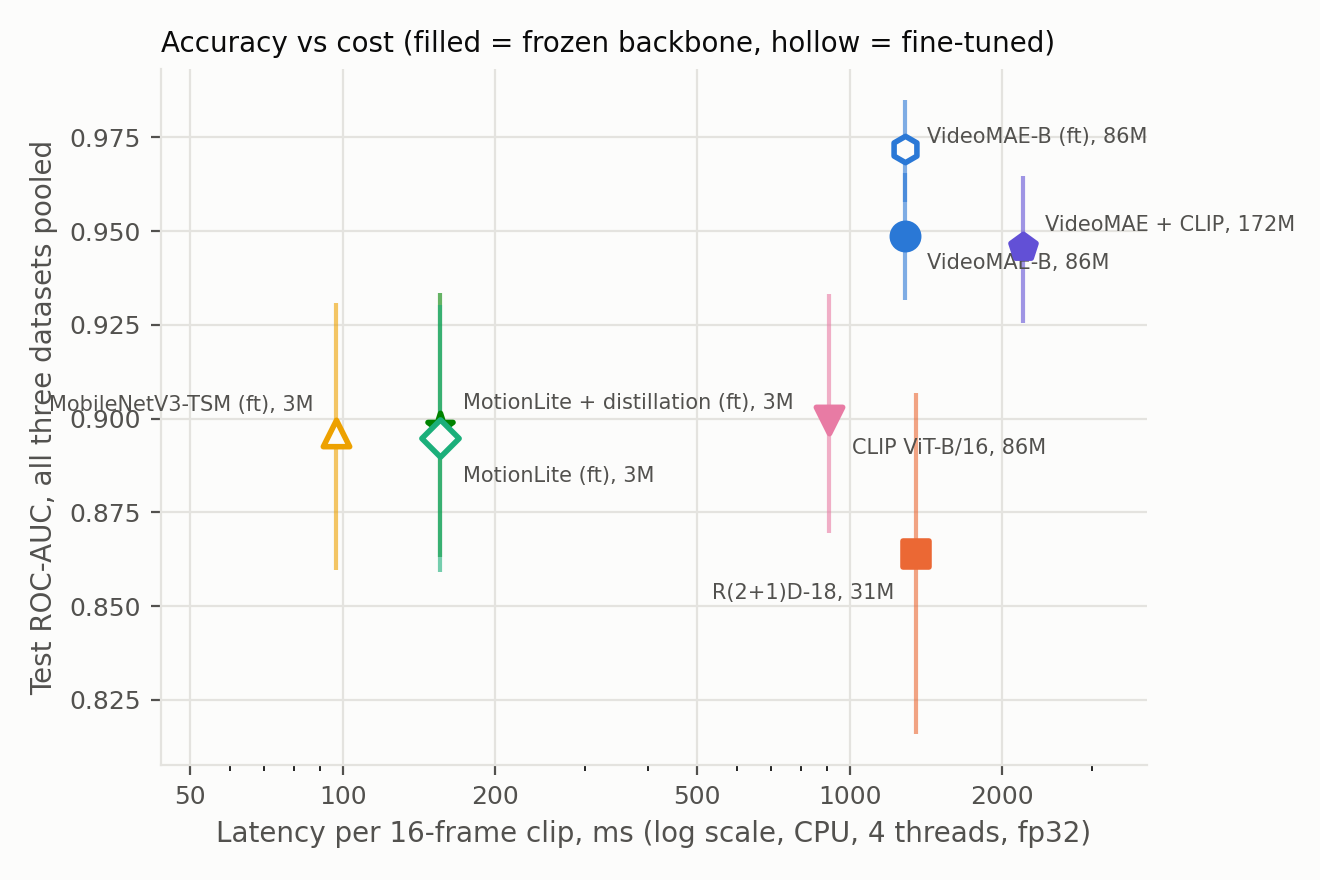 Accuracy vs cost (filled = frozen backbone, hollow = fine-tuned)
Test ROC-AUC, all three datasets pooled
0.975
0.950
0.925
0.900
0.875
0.850
0.825
VideoMAE-B (ft), 86M
VideoMAE + CLIP, 172M
VideoMAE-B, 86M
MobileNetV3-TSM (ft), 3M
MotionLite + distillation (ft), 3M
CLIP ViT-B/16, 86M
MotionLite (ft), 3M
R(2+1)D-18, 31M
50 100 200 500 1000 2000
Latency per 16-frame clip, ms (log scale, CPU, 4 threads, fp32)